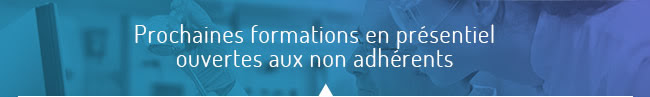 Prochaines formations en présentiel
ouvertes aux non adhérents